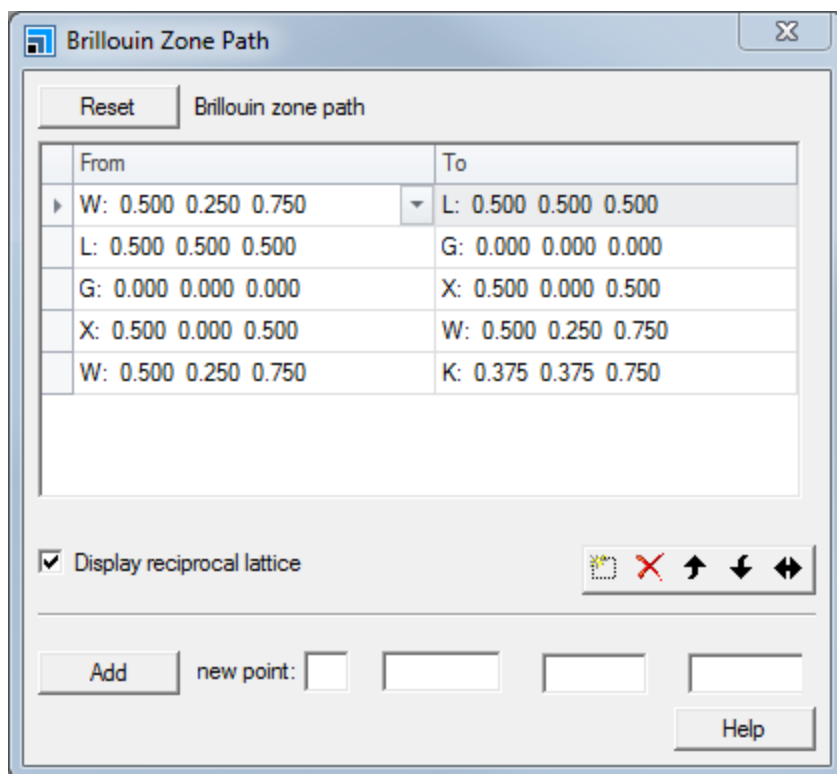 Brillouin Zone Path
Reset Brillouin zone path
From To
W: 0.500 0.250 0.750 L: 0.500 0.500 0.500
L: 0.500 0.500 0.500 G: 0.000 0.000 0.000
G: 0.000 0.000 0.000 X: 0.500 0.000 0.500
X: 0.500 0.000 0.500 W: 0.500 0.250 0.750
W: 0.500 0.250 0.750 K: 0.375 0.375 0.750
Display reciprocal lattice
Add new point:
Help